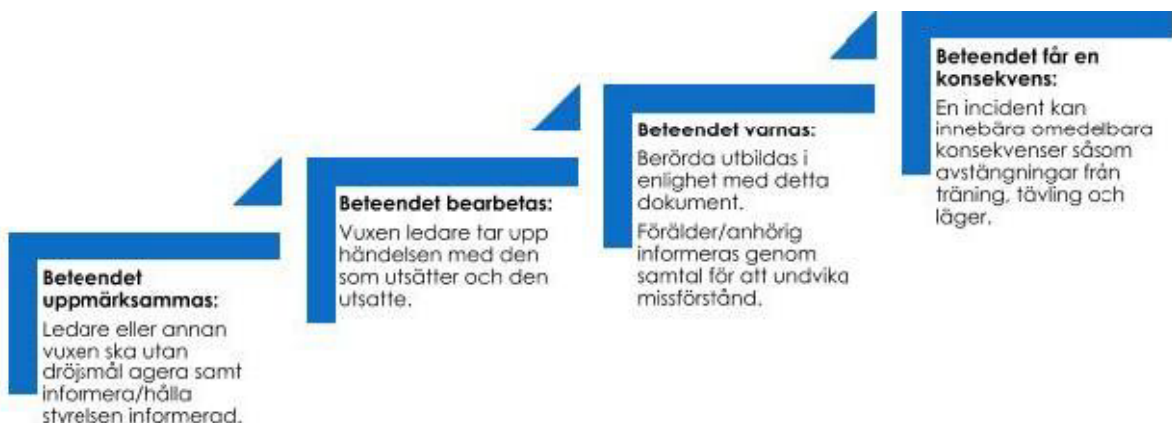 Beteendet
uppmärksammas:
Ledare eller annan
vuxen ska utan
dröjsmål agera samt
informera/hålla
styrelsen informerad.
Beteendet bearbetas:
Vuxen ledare tar upp
händelsen med den
som utsätter och den
utsatte.
Beteendet varnas:
Berörda utbildas i
enlighet med detta
dokument.
Förälder/anhörig
informeras genom
samtal för att undvika
missförstånd.
Beteendet får en
konsekvens:
En incident kan
innebära omedelbara
konsekvenser såsom
avstängningar från
träning, tävling och
läger.